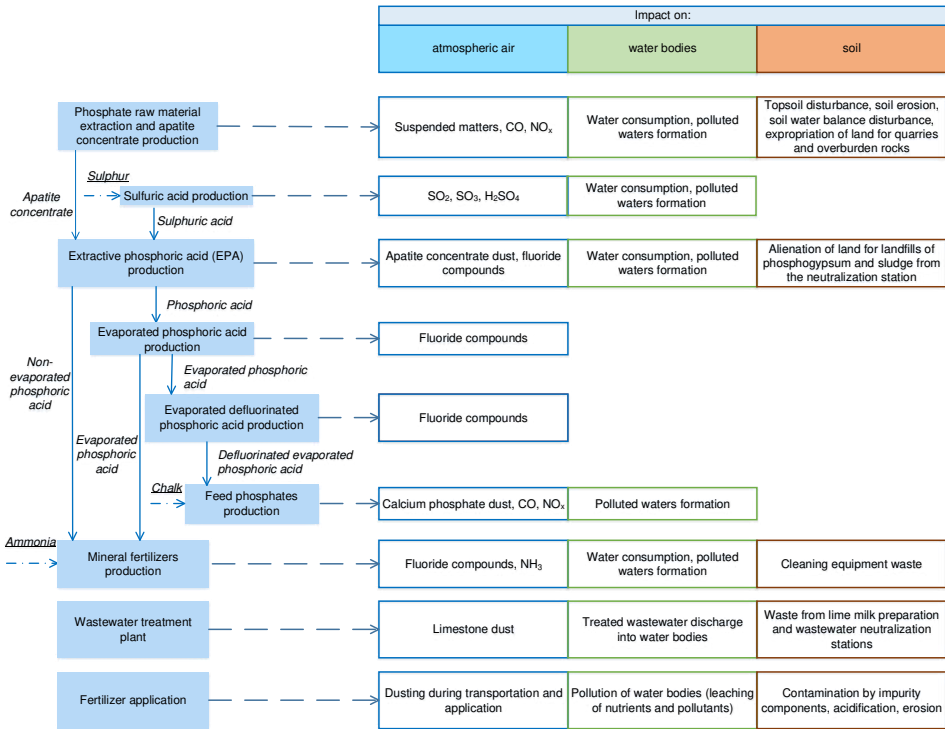 Impact on:
atmospheric air
water bodies
soil
Phosphate raw material
extraction and apatite
concentrate production
Suspended matters, CO, NOₓ
Water consumption, polluted
waters formation
Topsoil disturbance, soil erosion,
soil water balance disturbance,
expropriation of land for quarries
and overburden rocks
Apatite
concentrate
Sulphur
Sulfuric acid production
SO₂, SO₃, H₂SO₄
Water consumption, polluted
waters formation
Sulphuric acid
Extractive phosphoric acid (EPA)
production
Apatite concentrate dust, fluoride
compounds
Water consumption, polluted
waters formation
Alienation of land for landfills of
phosphogypsum and sludge from
the neutralization station
Phosphoric acid
Evaporated phosphoric acid
production
Fluoride compounds
Non-
evaporated
phosphoric
acid
Evaporated phosphoric
acid
Evaporated defluorinated
phosphoric acid production
Fluoride compounds
Evaporated
phosphoric
acid
Defluorinated evaporated
phosphoric acid
Chalk
Feed phosphates
production
Calcium phosphate dust, CO, NOₓ
Polluted waters formation
Ammonia
Mineral fertilizers
production
Fluoride compounds, NH₃
Water consumption, polluted
waters formation
Cleaning equipment waste
Wastewater treatment
plant
Limestone dust
Treated wastewater discharge
into water bodies
Waste from lime milk preparation
and wastewater neutralization
stations
Fertilizer application
Dusting during transportation and
application
Pollution of water bodies (leaching
of nutrients and pollutants)
Contamination by impurity
components, acidification, erosion